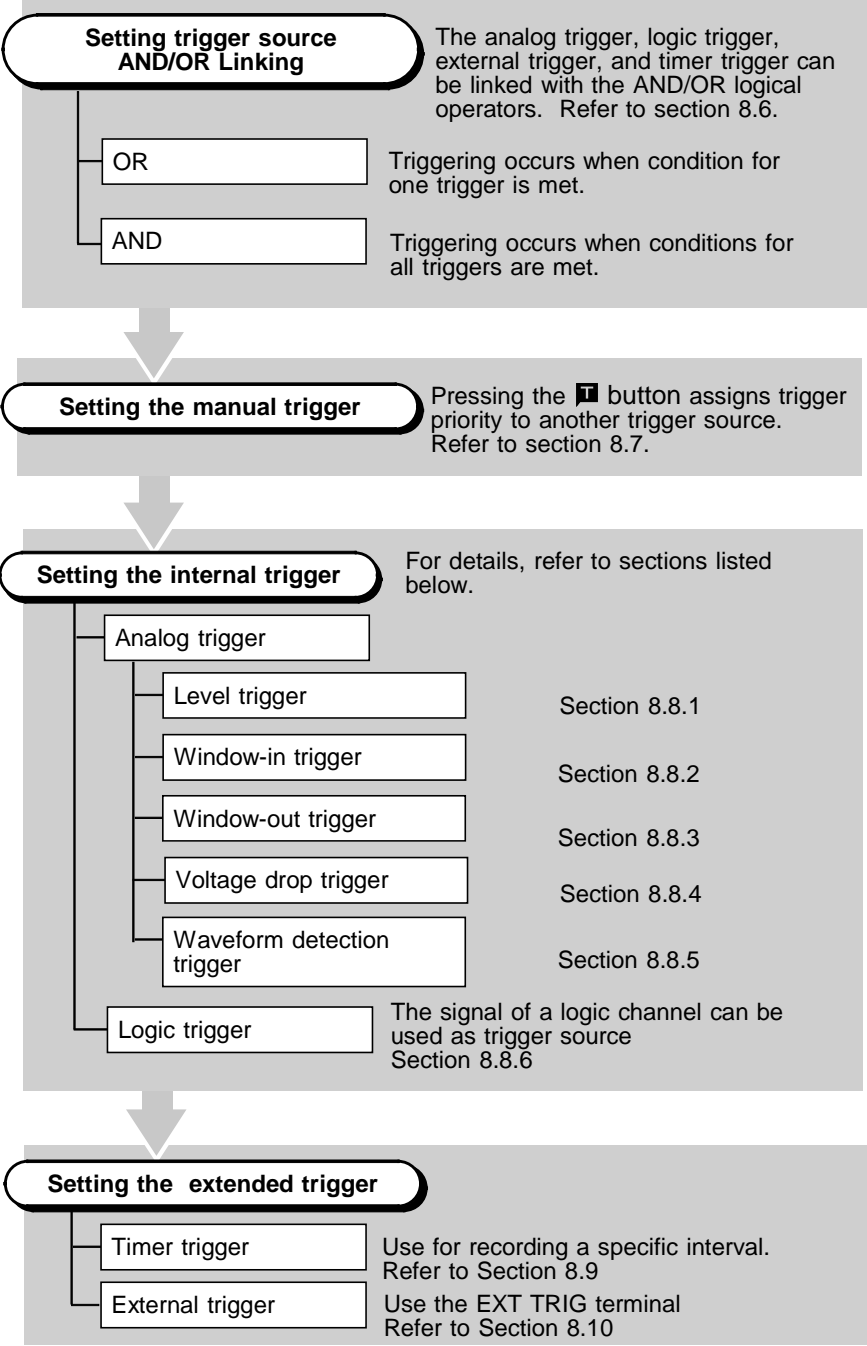 Setting trigger source
AND/OR Linking
The analog trigger, logic trigger,
external trigger, and timer trigger can
be linked with the AND/OR logical
operators. Refer to section 8.6.
OR
Triggering occurs when condition for
one trigger is met.
AND
Triggering occurs when conditions for
all triggers are met.
Setting the manual trigger
Pressing the T button assigns trigger
priority to another trigger source.
Refer to section 8.7.
Setting the internal trigger
For details, refer to sections listed
below.
Analog trigger
Level trigger
Section 8.8.1
Window-in trigger
Section 8.8.2
Window-out trigger
Section 8.8.3
Voltage drop trigger
Section 8.8.4
Waveform detection
trigger
Section 8.8.5
Logic trigger
The signal of a logic channel can be
used as trigger source
Section 8.8.6
Setting the extended trigger
Timer trigger
Use for recording a specific interval.
Refer to Section 8.9
External trigger
Use the EXT TRIG terminal
Refer to Section 8.10